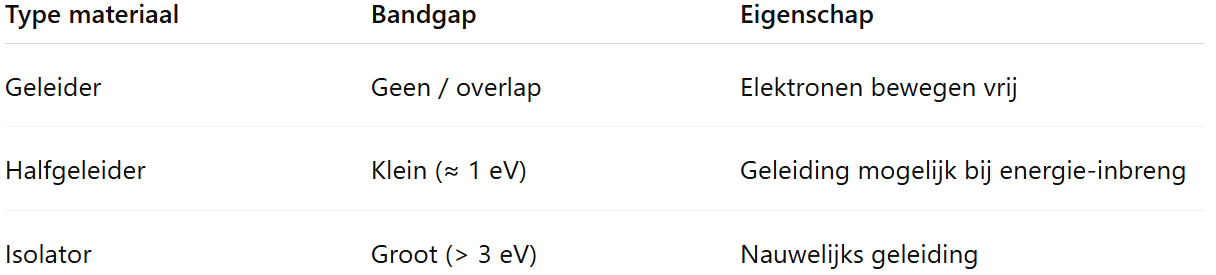 Type materiaal Bandgap Eigenschap
Geleider Geen / overlap Elektronen bewegen vrij
Halfgeleider Klein (≈ 1 eV) Geleiding mogelijk bij energie-inbreng
Isolator Groot (> 3 eV) Nauwelijks geleiding